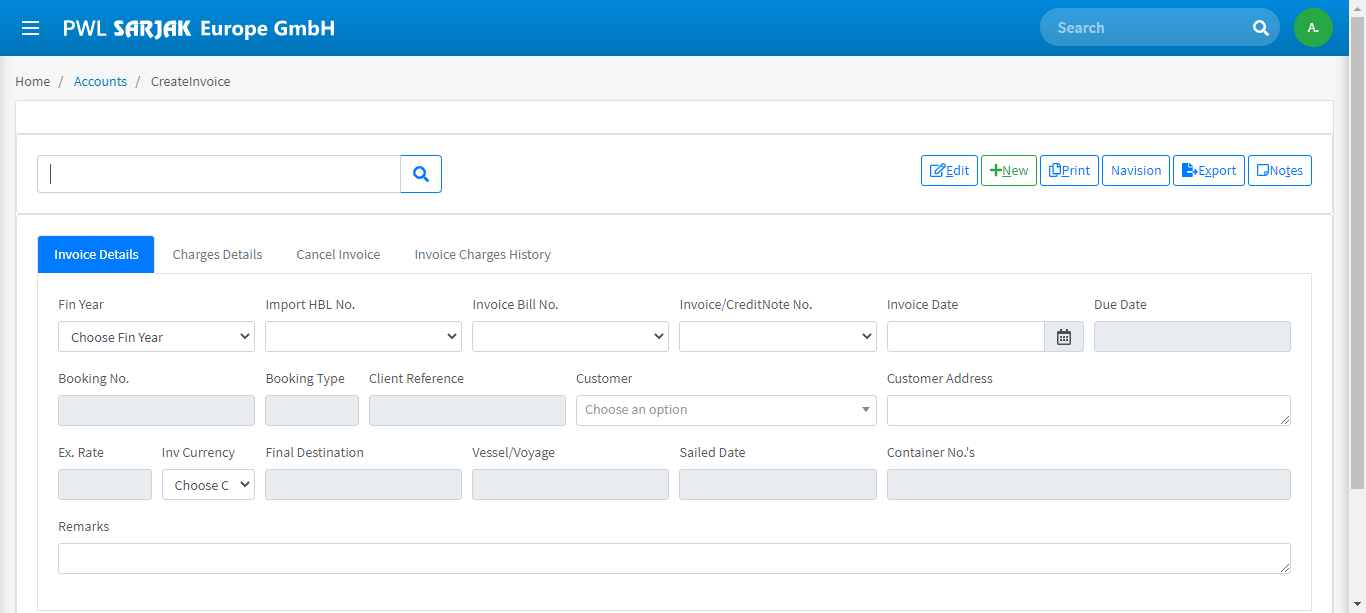 PWL SARJAK Europe GmbH
Search
A.
Home / Accounts / CreateInvoice
Edit New Print Navision Export Notes
Invoice Details Charges Details Cancel Invoice Invoice Charges History
Fin Year Import HBL No. Invoice Bill No. Invoice/CreditNote No. Invoice Date Due Date
Choose Fin Year
Booking No. Booking Type Client Reference Customer Customer Address
Choose an option
Ex. Rate Inv Currency Final Destination Vessel/Voyage Sailed Date Container No.'s
Choose C
Remarks